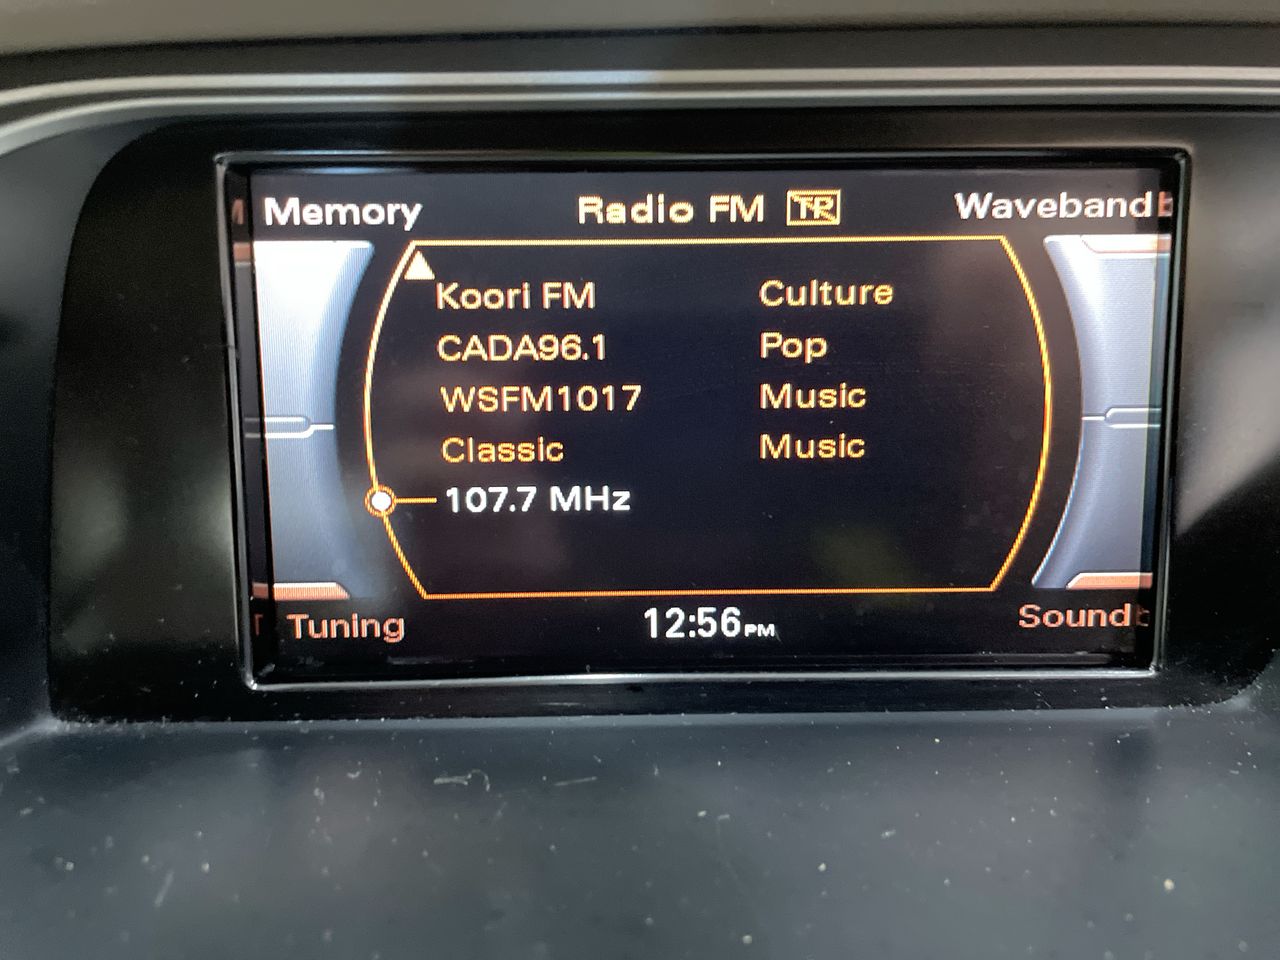 Memory Radio FM TP Waveband
Koori FM Culture
CADA96.1 Pop
WSFM1017 Music
Classic Music
107.7 MHz
Tuning 12:56PM Sound